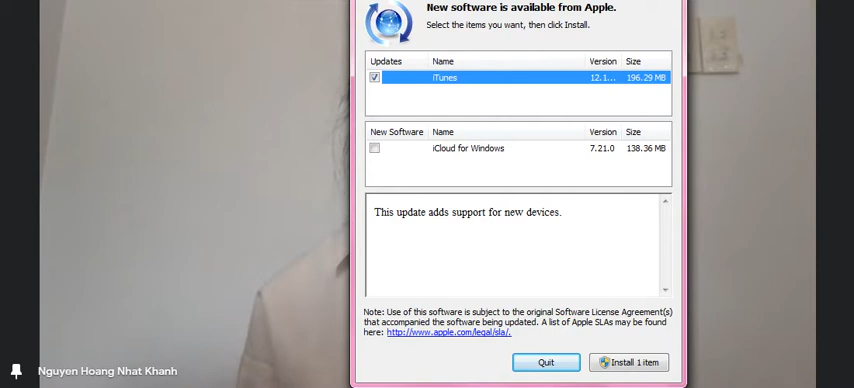 New software is available from Apple.
Select the items you want, then click Install.
Updates Name Version Size
iTunes 12.1... 196.29 MB
New Software Name Version Size
iCloud for Windows 7.21.0 138.36 MB
This update adds support for new devices.
Note: Use of this software is subject to the original Software License Agreement(s)
that accompanied the software being updated. A list of Apple SLAs may be found
here: http://www.apple.com/legal/sla/.
Quit Install 1 item
Nguyen Hoang Nhat Khanh